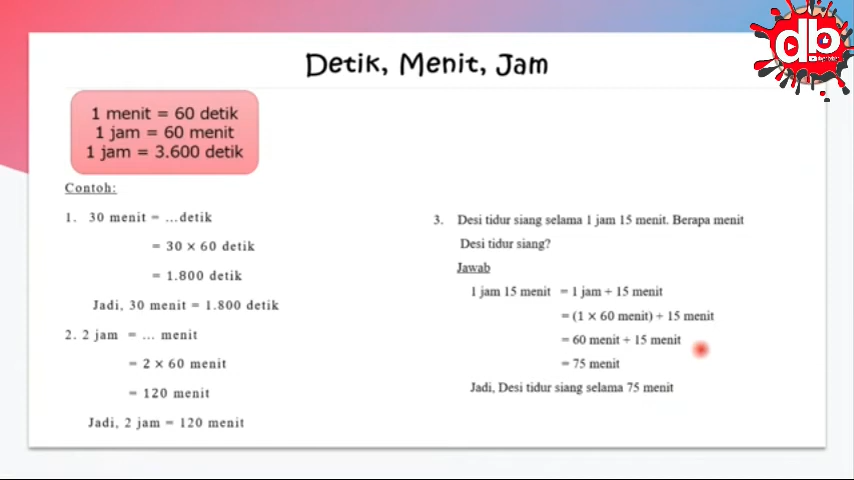 Detik, Menit, Jam
db
1 menit = 60 detik
1 jam = 60 menit
1 jam = 3.600 detik
Contoh:
1. 30 menit = ...detik
= 30 × 60 detik
= 1.800 detik
Jadi, 30 menit = 1.800 detik
2. 2 jam = ... menit
= 2 × 60 menit
= 120 menit
Jadi, 2 jam = 120 menit
3. Desi tidur siang selama 1 jam 15 menit. Berapa menit
Desi tidur siang?
Jawab
1 jam 15 menit = 1 jam + 15 menit
= (1 × 60 menit) + 15 menit
= 60 menit + 15 menit
= 75 menit
Jadi, Desi tidur siang selama 75 menit